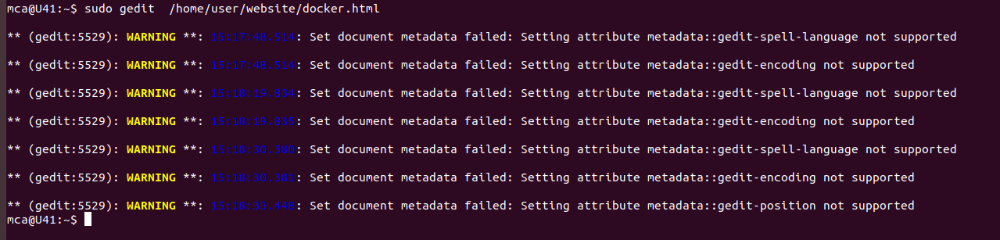 mca@U41:~$ sudo gedit  /home/user/website/docker.html
** (gedit:5529): WARNING **: 15:17:48.514: Set document metadata failed: Setting attribute metadata::gedit-spell-language not supported
** (gedit:5529): WARNING **: 15:17:48.514: Set document metadata failed: Setting attribute metadata::gedit-encoding not supported
** (gedit:5529): WARNING **: 15:18:19.834: Set document metadata failed: Setting attribute metadata::gedit-spell-language not supported
** (gedit:5529): WARNING **: 15:18:19.835: Set document metadata failed: Setting attribute metadata::gedit-encoding not supported
** (gedit:5529): WARNING **: 15:18:30.380: Set document metadata failed: Setting attribute metadata::gedit-spell-language not supported
** (gedit:5529): WARNING **: 15:18:30.381: Set document metadata failed: Setting attribute metadata::gedit-encoding not supported
** (gedit:5529): WARNING **: 15:18:33.448: Set document metadata failed: Setting attribute metadata::gedit-position not supported
mca@U41:~$